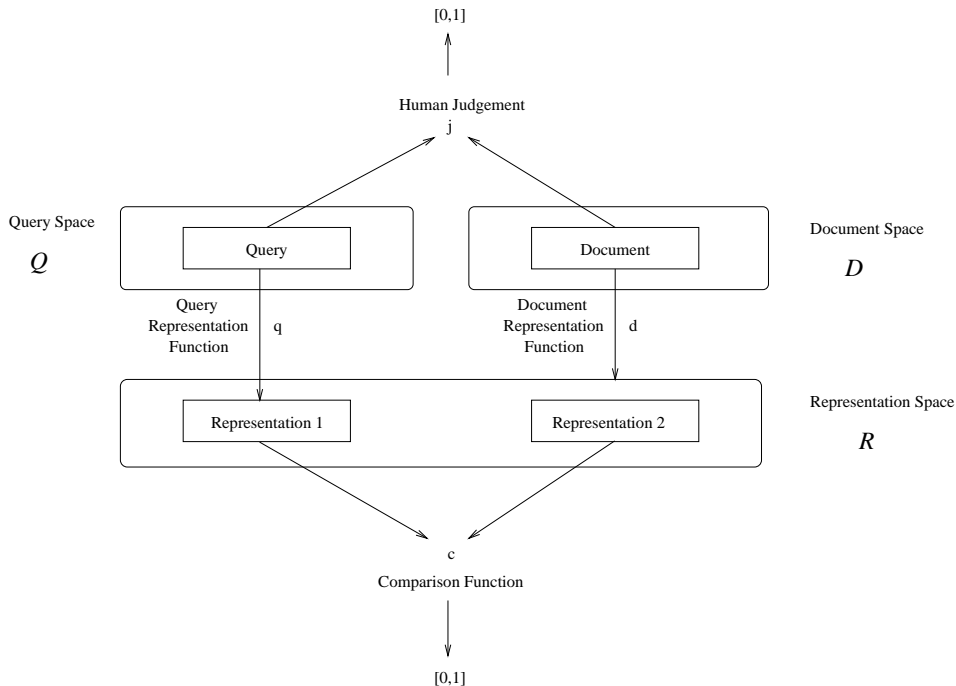 [0,1]
Human Judgement
j
Query Space
Q
Query
Document
Document Space
D
Query
Representation
Function
q
Document
Representation
Function
d
Representation 1
Representation 2
Representation Space
R
c
Comparison Function
[0,1]